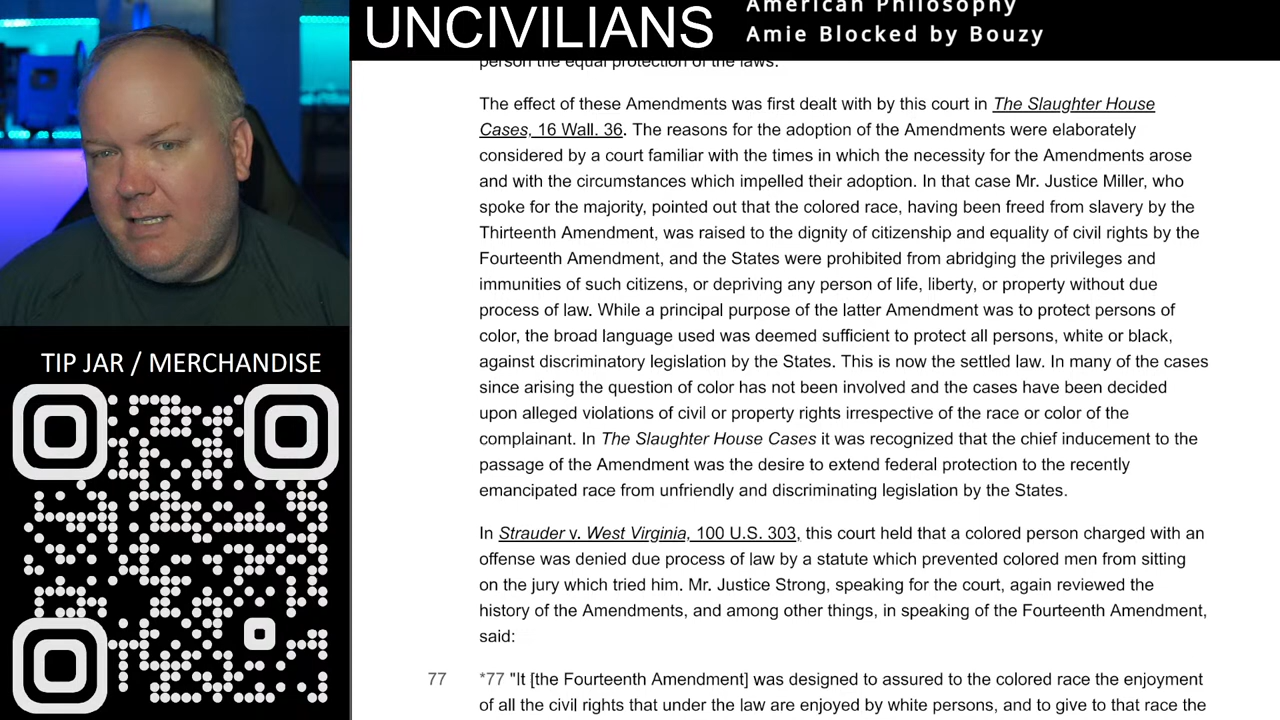 UNCIVILIANS
American Philosophy
Amie Blocked by Bouzy
TIP JAR / MERCHANDISE
person the equal protection of the laws.
The effect of these Amendments was first dealt with by this court in The Slaughter House
Cases, 16 Wall. 36. The reasons for the adoption of the Amendments were elaborately
considered by a court familiar with the times in which the necessity for the Amendments arose
and with the circumstances which impelled their adoption. In that case Mr. Justice Miller, who
spoke for the majority, pointed out that the colored race, having been freed from slavery by the
Thirteenth Amendment, was raised to the dignity of citizenship and equality of civil rights by the
Fourteenth Amendment, and the States were prohibited from abridging the privileges and
immunities of such citizens, or depriving any person of life, liberty, or property without due
process of law. While a principal purpose of the latter Amendment was to protect persons of
color, the broad language used was deemed sufficient to protect all persons, white or black,
against discriminatory legislation by the States. This is now the settled law. In many of the cases
since arising the question of color has not been involved and the cases have been decided
upon alleged violations of civil or property rights irrespective of the race or color of the
complainant. In The Slaughter House Cases it was recognized that the chief inducement to the
passage of the Amendment was the desire to extend federal protection to the recently
emancipated race from unfriendly and discriminating legislation by the States.
In Strauder v. West Virginia, 100 U.S. 303, this court held that a colored person charged with an
offense was denied due process of law by a statute which prevented colored men from sitting
on the jury which tried him. Mr. Justice Strong, speaking for the court, again reviewed the
history of the Amendments, and among other things, in speaking of the Fourteenth Amendment,
said:
77 *77 "It [the Fourteenth Amendment] was designed to assured to the colored race the enjoyment
of all the civil rights that under the law are enjoyed by white persons, and to give to that race the